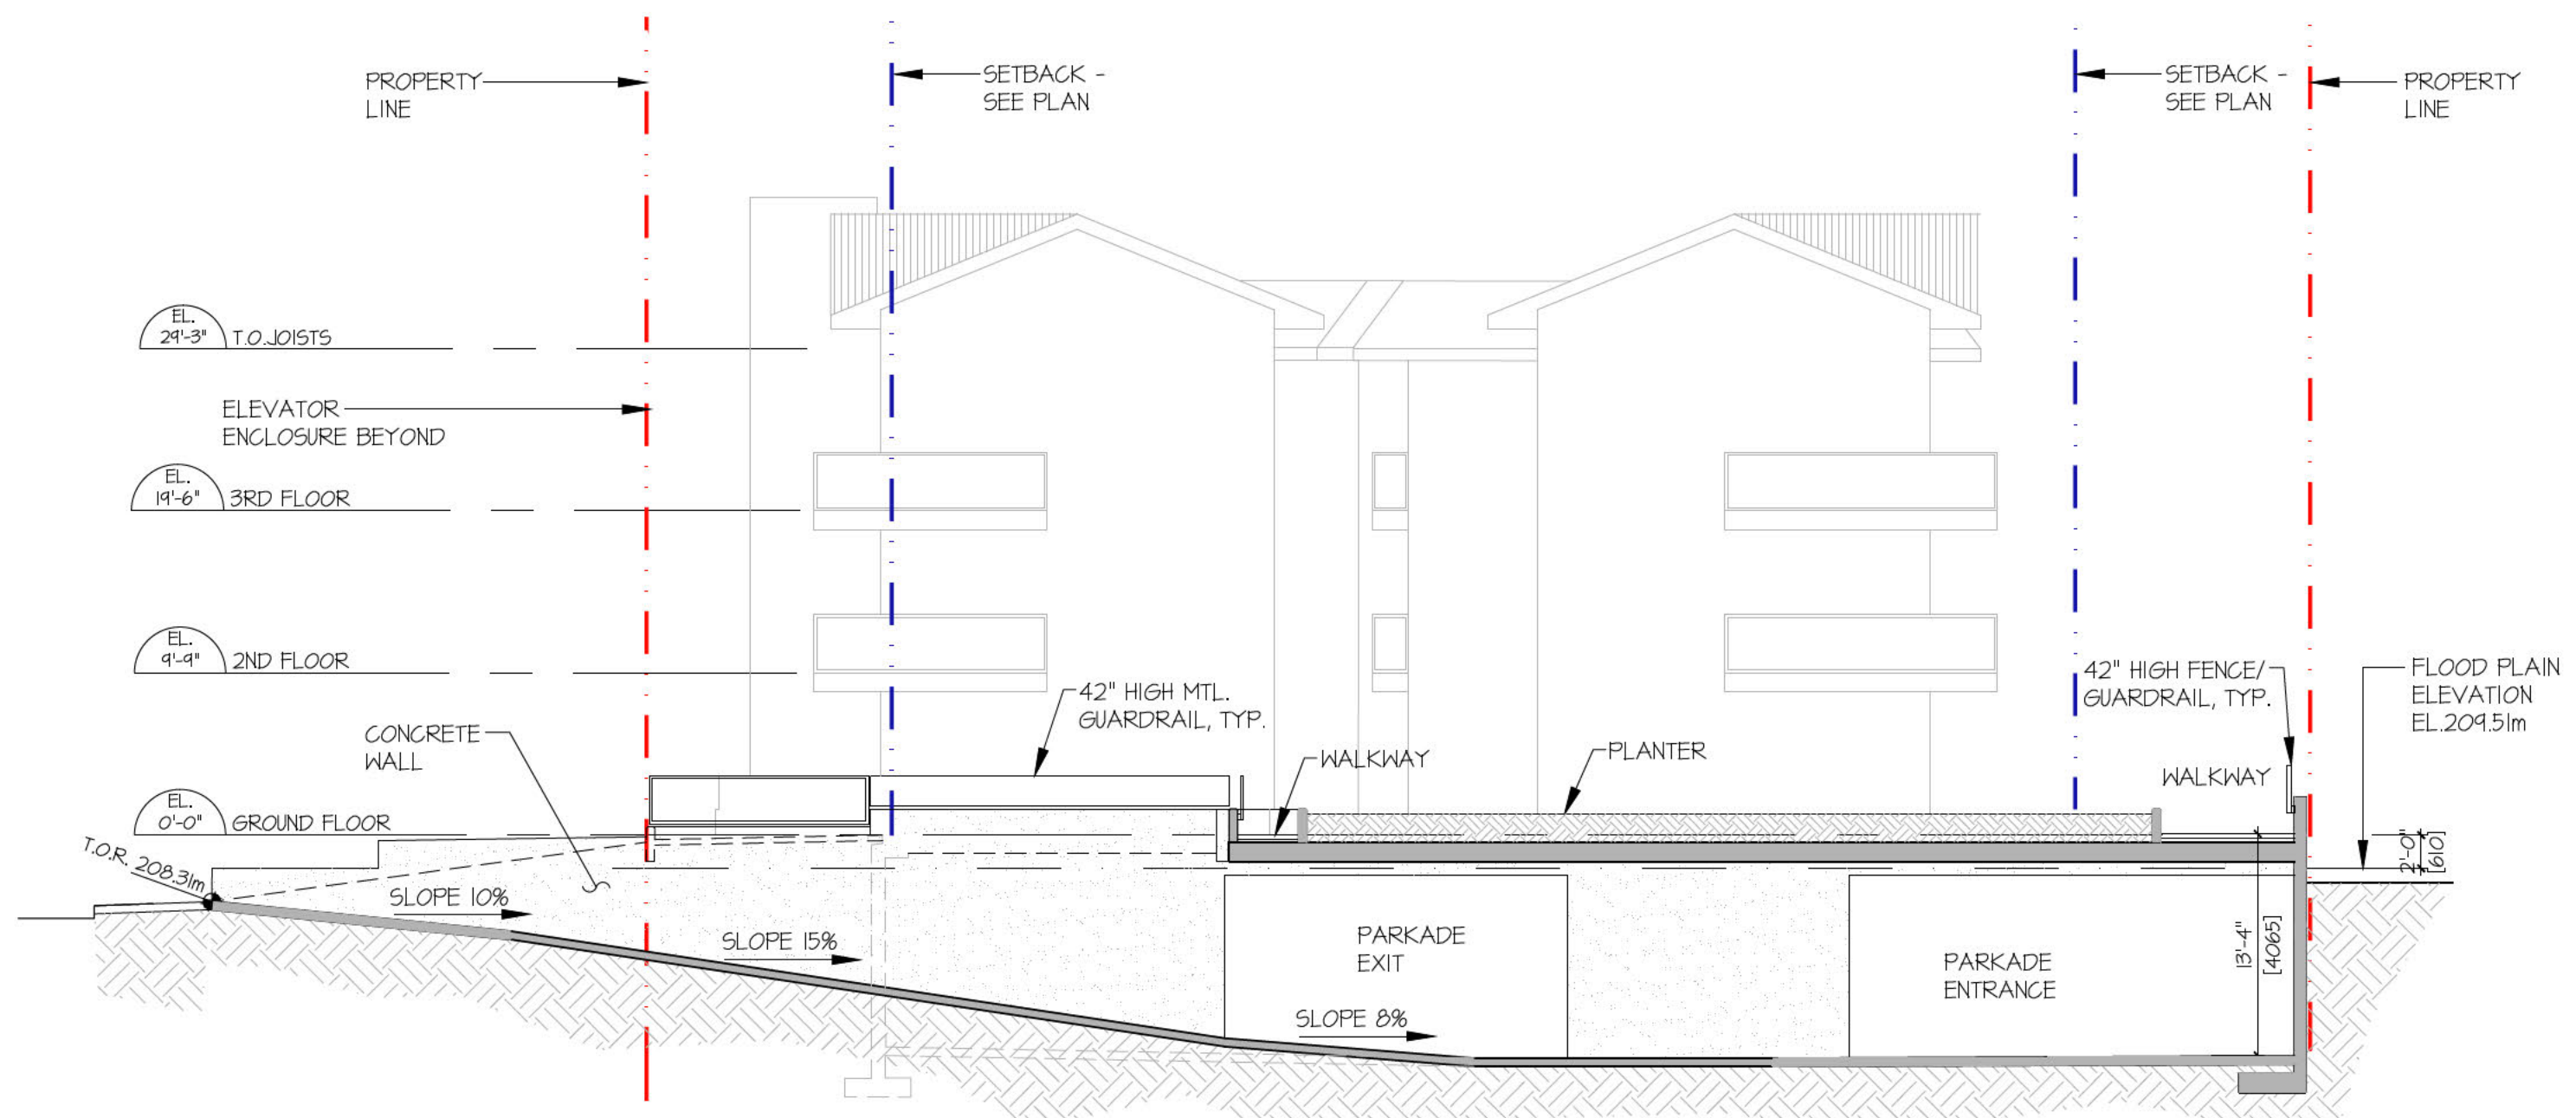 PROPERTY
LINE
SETBACK -
SEE PLAN
SETBACK -
SEE PLAN
PROPERTY
LINE
EL.
29'-3"
T.O.JOISTS
ELEVATOR
ENCLOSURE BEYOND
EL.
19'-6"
3RD FLOOR
EL.
9'-9"
2ND FLOOR
42" HIGH MTL.
GUARDRAIL, TYP.
42" HIGH FENCE/
GUARDRAIL, TYP.
FLOOD PLAIN
ELEVATION
EL.209.51m
CONCRETE
WALL
WALKWAY
PLANTER
WALKWAY
EL.
0'-0"
GROUND FLOOR
T.O.R. 208.31m
2'-0"
[610]
SLOPE 10%
SLOPE 15%
PARKADE
EXIT
PARKADE
ENTRANCE
13'-4"
[4065]
SLOPE 8%